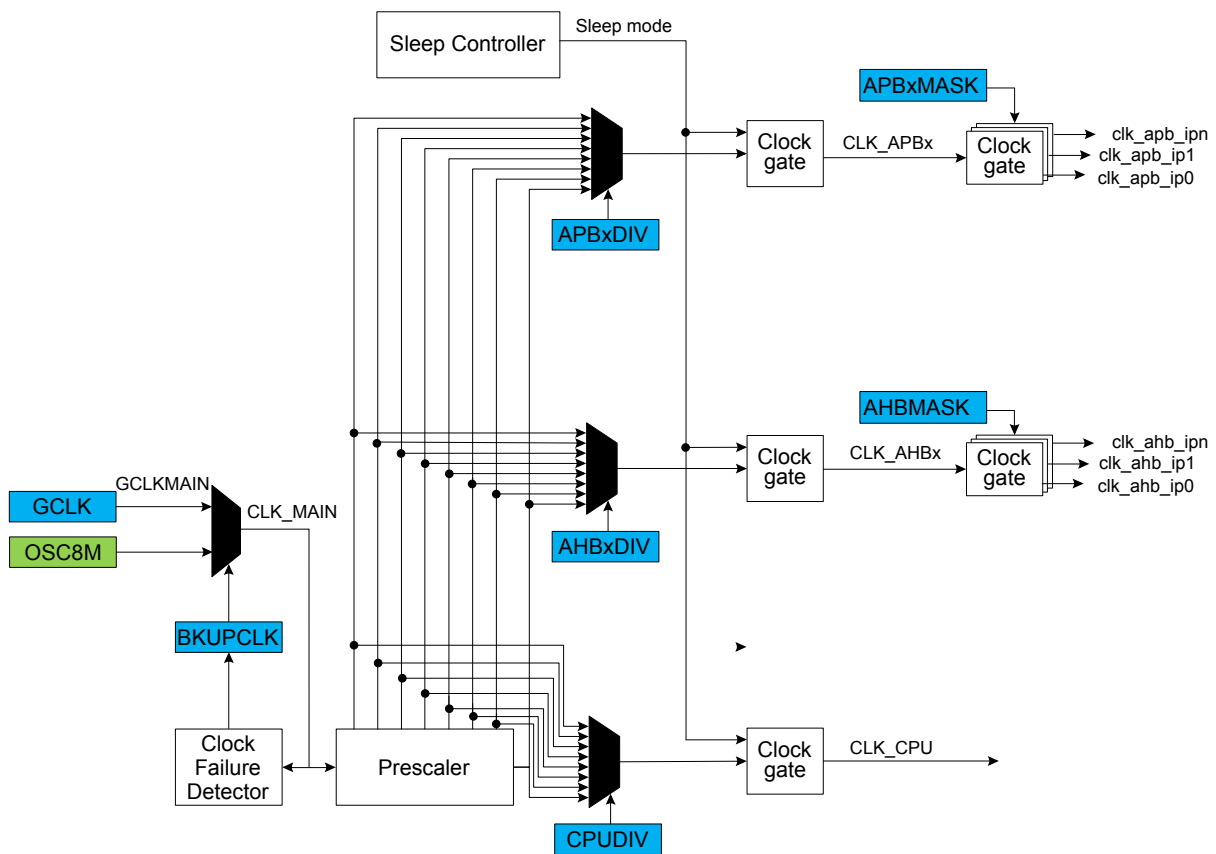 Sleep Controller
Sleep mode
APBxMASK
Clock
gate
CLK_APBx
Clock
gate
clk_apb_ipn
clk_apb_ip1
clk_apb_ip0
APBxDIV
AHBMASK
Clock
gate
CLK_AHBx
Clock
gate
clk_ahb_ipn
clk_ahb_ip1
clk_ahb_ip0
GCLK
GCLKMAIN
CLK_MAIN
OSC8M
AHBxDIV
BKUPCLK
Clock
Failure
Detector
Prescaler
Clock
gate
CLK_CPU
CPUDIV